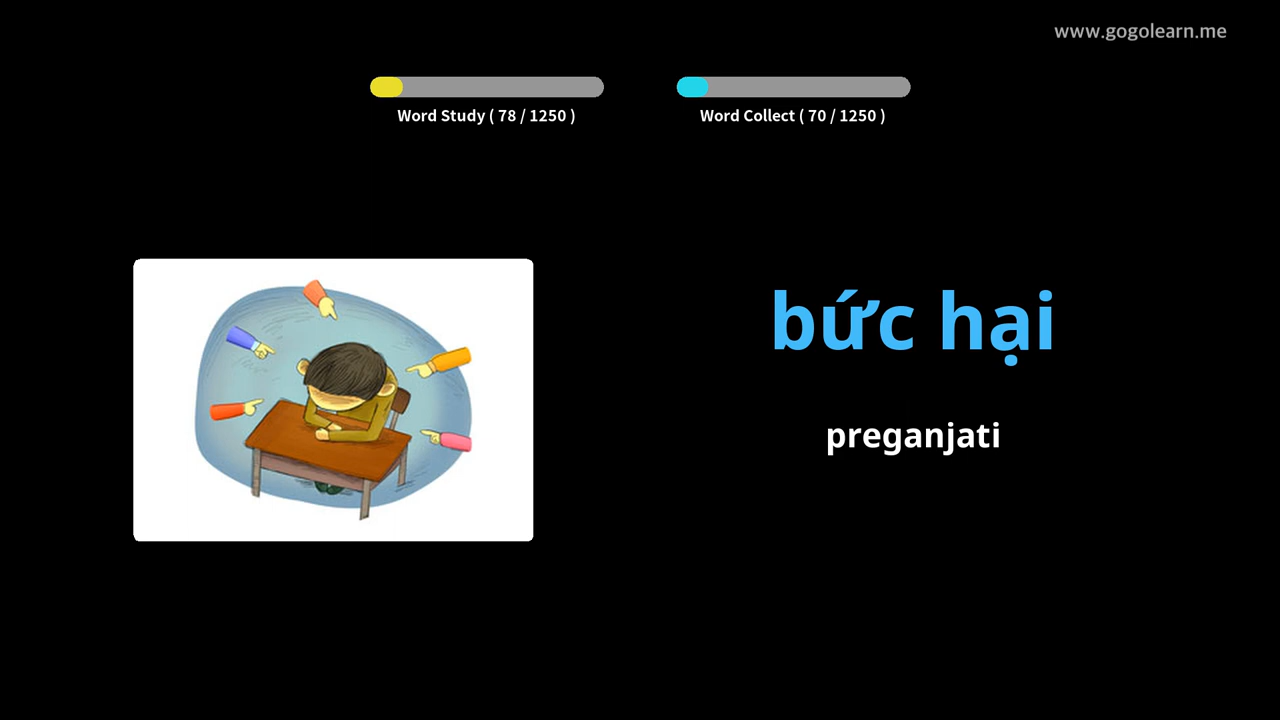 www.gogolearn.me
Word Study ( 78 / 1250 )
Word Collect ( 70 / 1250 )
bức hại
preganjati